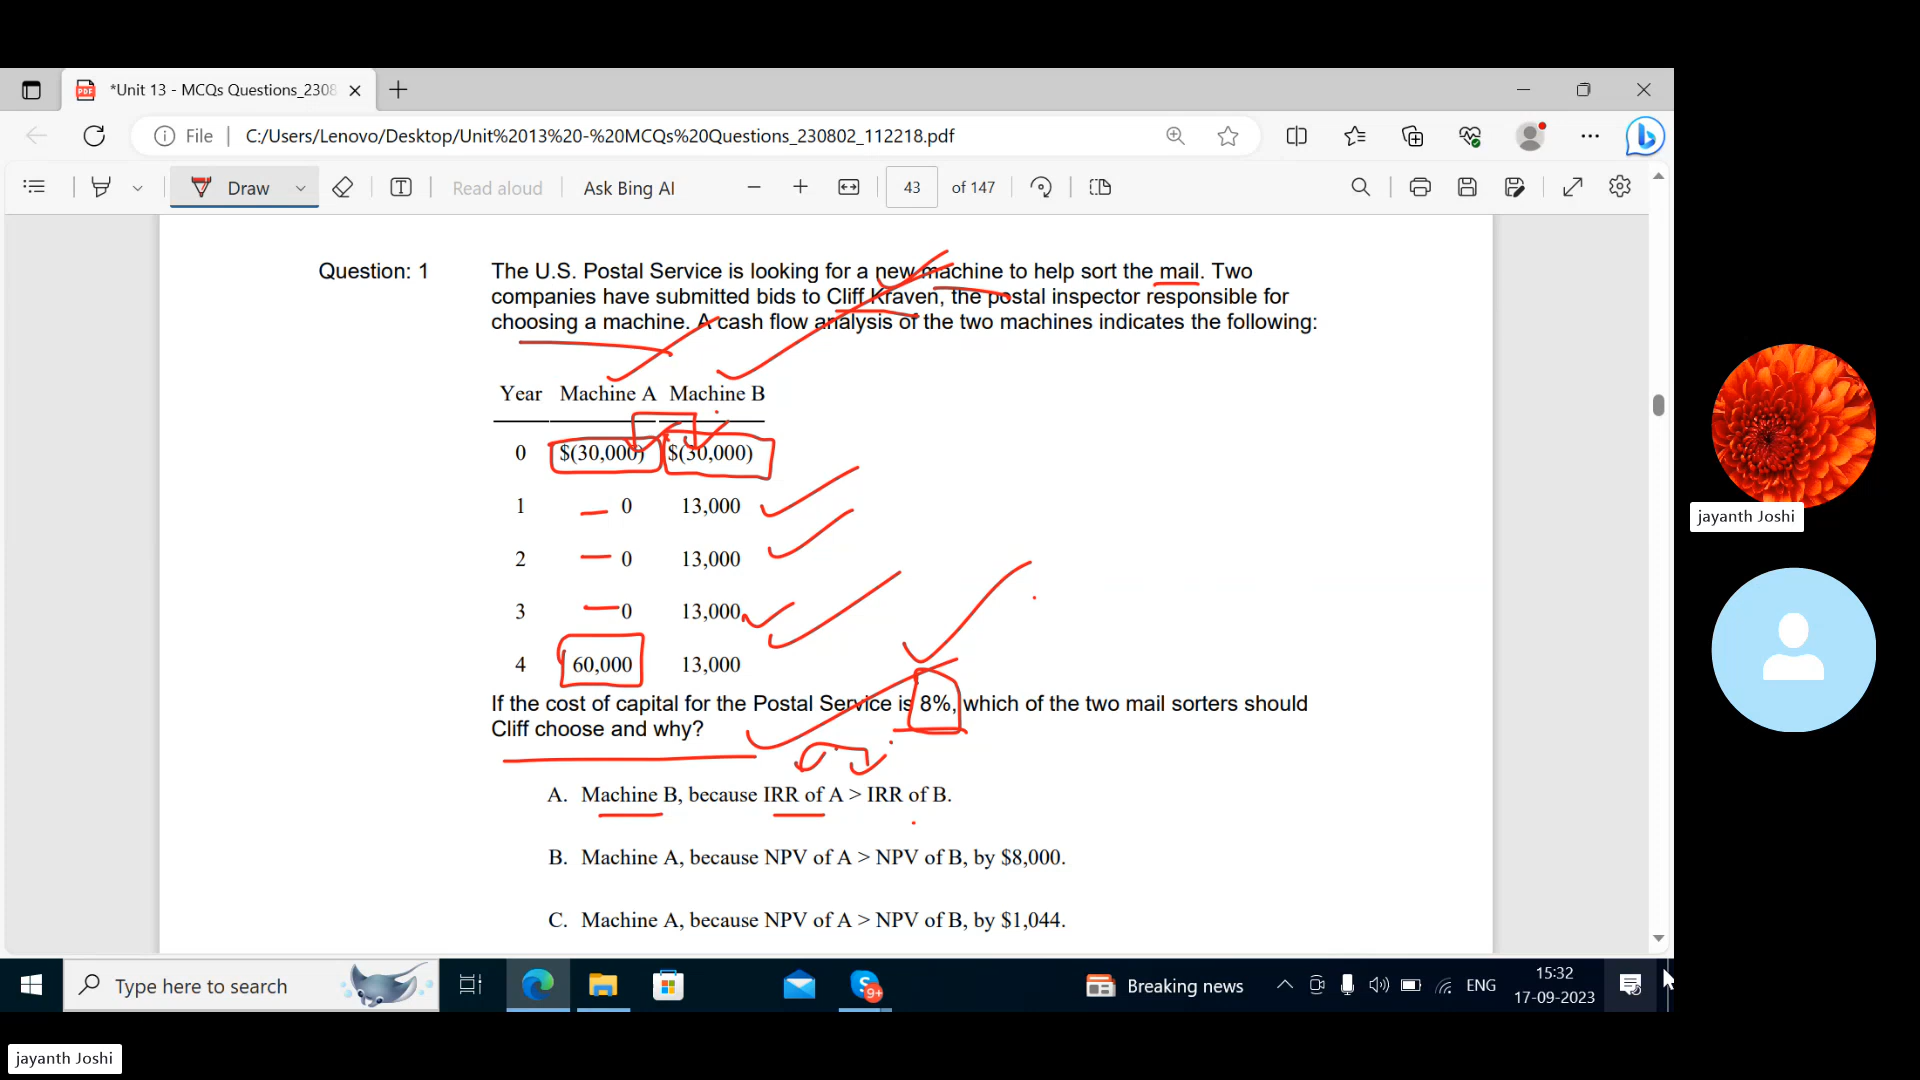 *Unit 13 - MCQs Questions_2308
File
C:/Users/Lenovo/Desktop/Unit%2013%20-%20MCQs%20Questions_230802_112218.pdf
Draw
Read aloud
Ask Bing AI
43 of 147
Question: 1
The U.S. Postal Service is looking for a new machine to help sort the mail. Two
companies have submitted bids to Cliff Kraven, the postal inspector responsible for
choosing a machine. A cash flow analysis of the two machines indicates the following:
Year Machine A Machine B
0 $(30,000) $(30,000)
1 0 13,000
2 0 13,000
3 0 13,000
4 60,000 13,000
If the cost of capital for the Postal Service is 8%, which of the two mail sorters should
Cliff choose and why?
A. Machine B, because IRR of A > IRR of B.
B. Machine A, because NPV of A > NPV of B, by $8,000.
C. Machine A, because NPV of A > NPV of B, by $1,044.
jayanth Joshi
Type here to search
9+
Breaking news
ENG
15:32
17-09-2023
jayanth Joshi